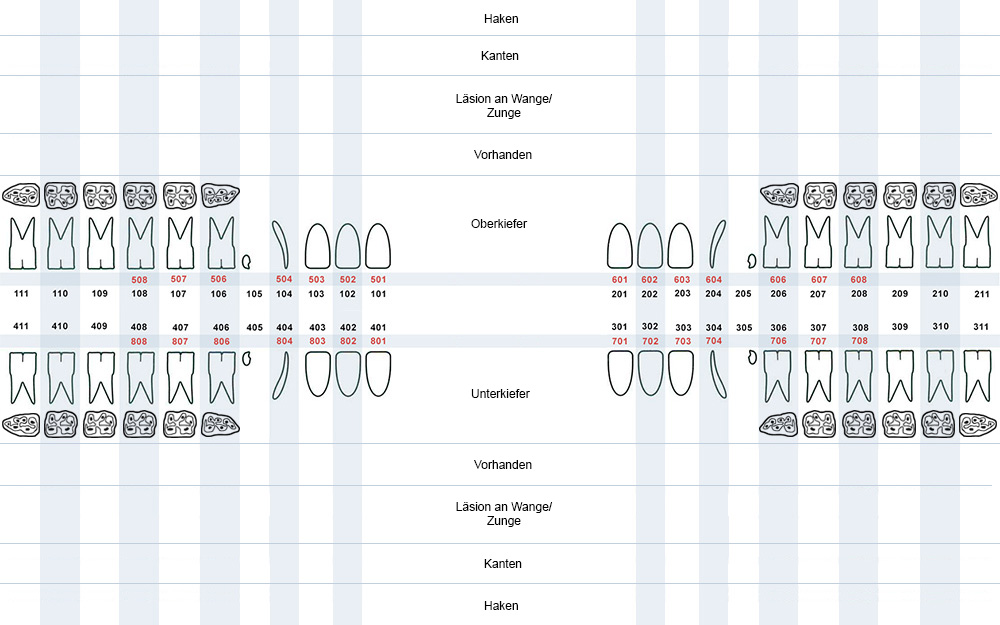 Haken
Kanten
Läsion an Wange/
Zunge
Vorhanden
Oberkiefer
508 507 506 504 503 502 501 601 602 603 604 606 607 608
111 110 109 108 107 106 105 104 103 102 101 201 202 203 204 205 206 207 208 209 210 211
411 410 409 408 407 406 405 404 403 402 401 301 302 303 304 305 306 307 308 309 310 311
808 807 806 804 803 802 801 701 702 703 704 706 707 708
Unterkiefer
Vorhanden
Läsion an Wange/
Zunge
Kanten
Haken